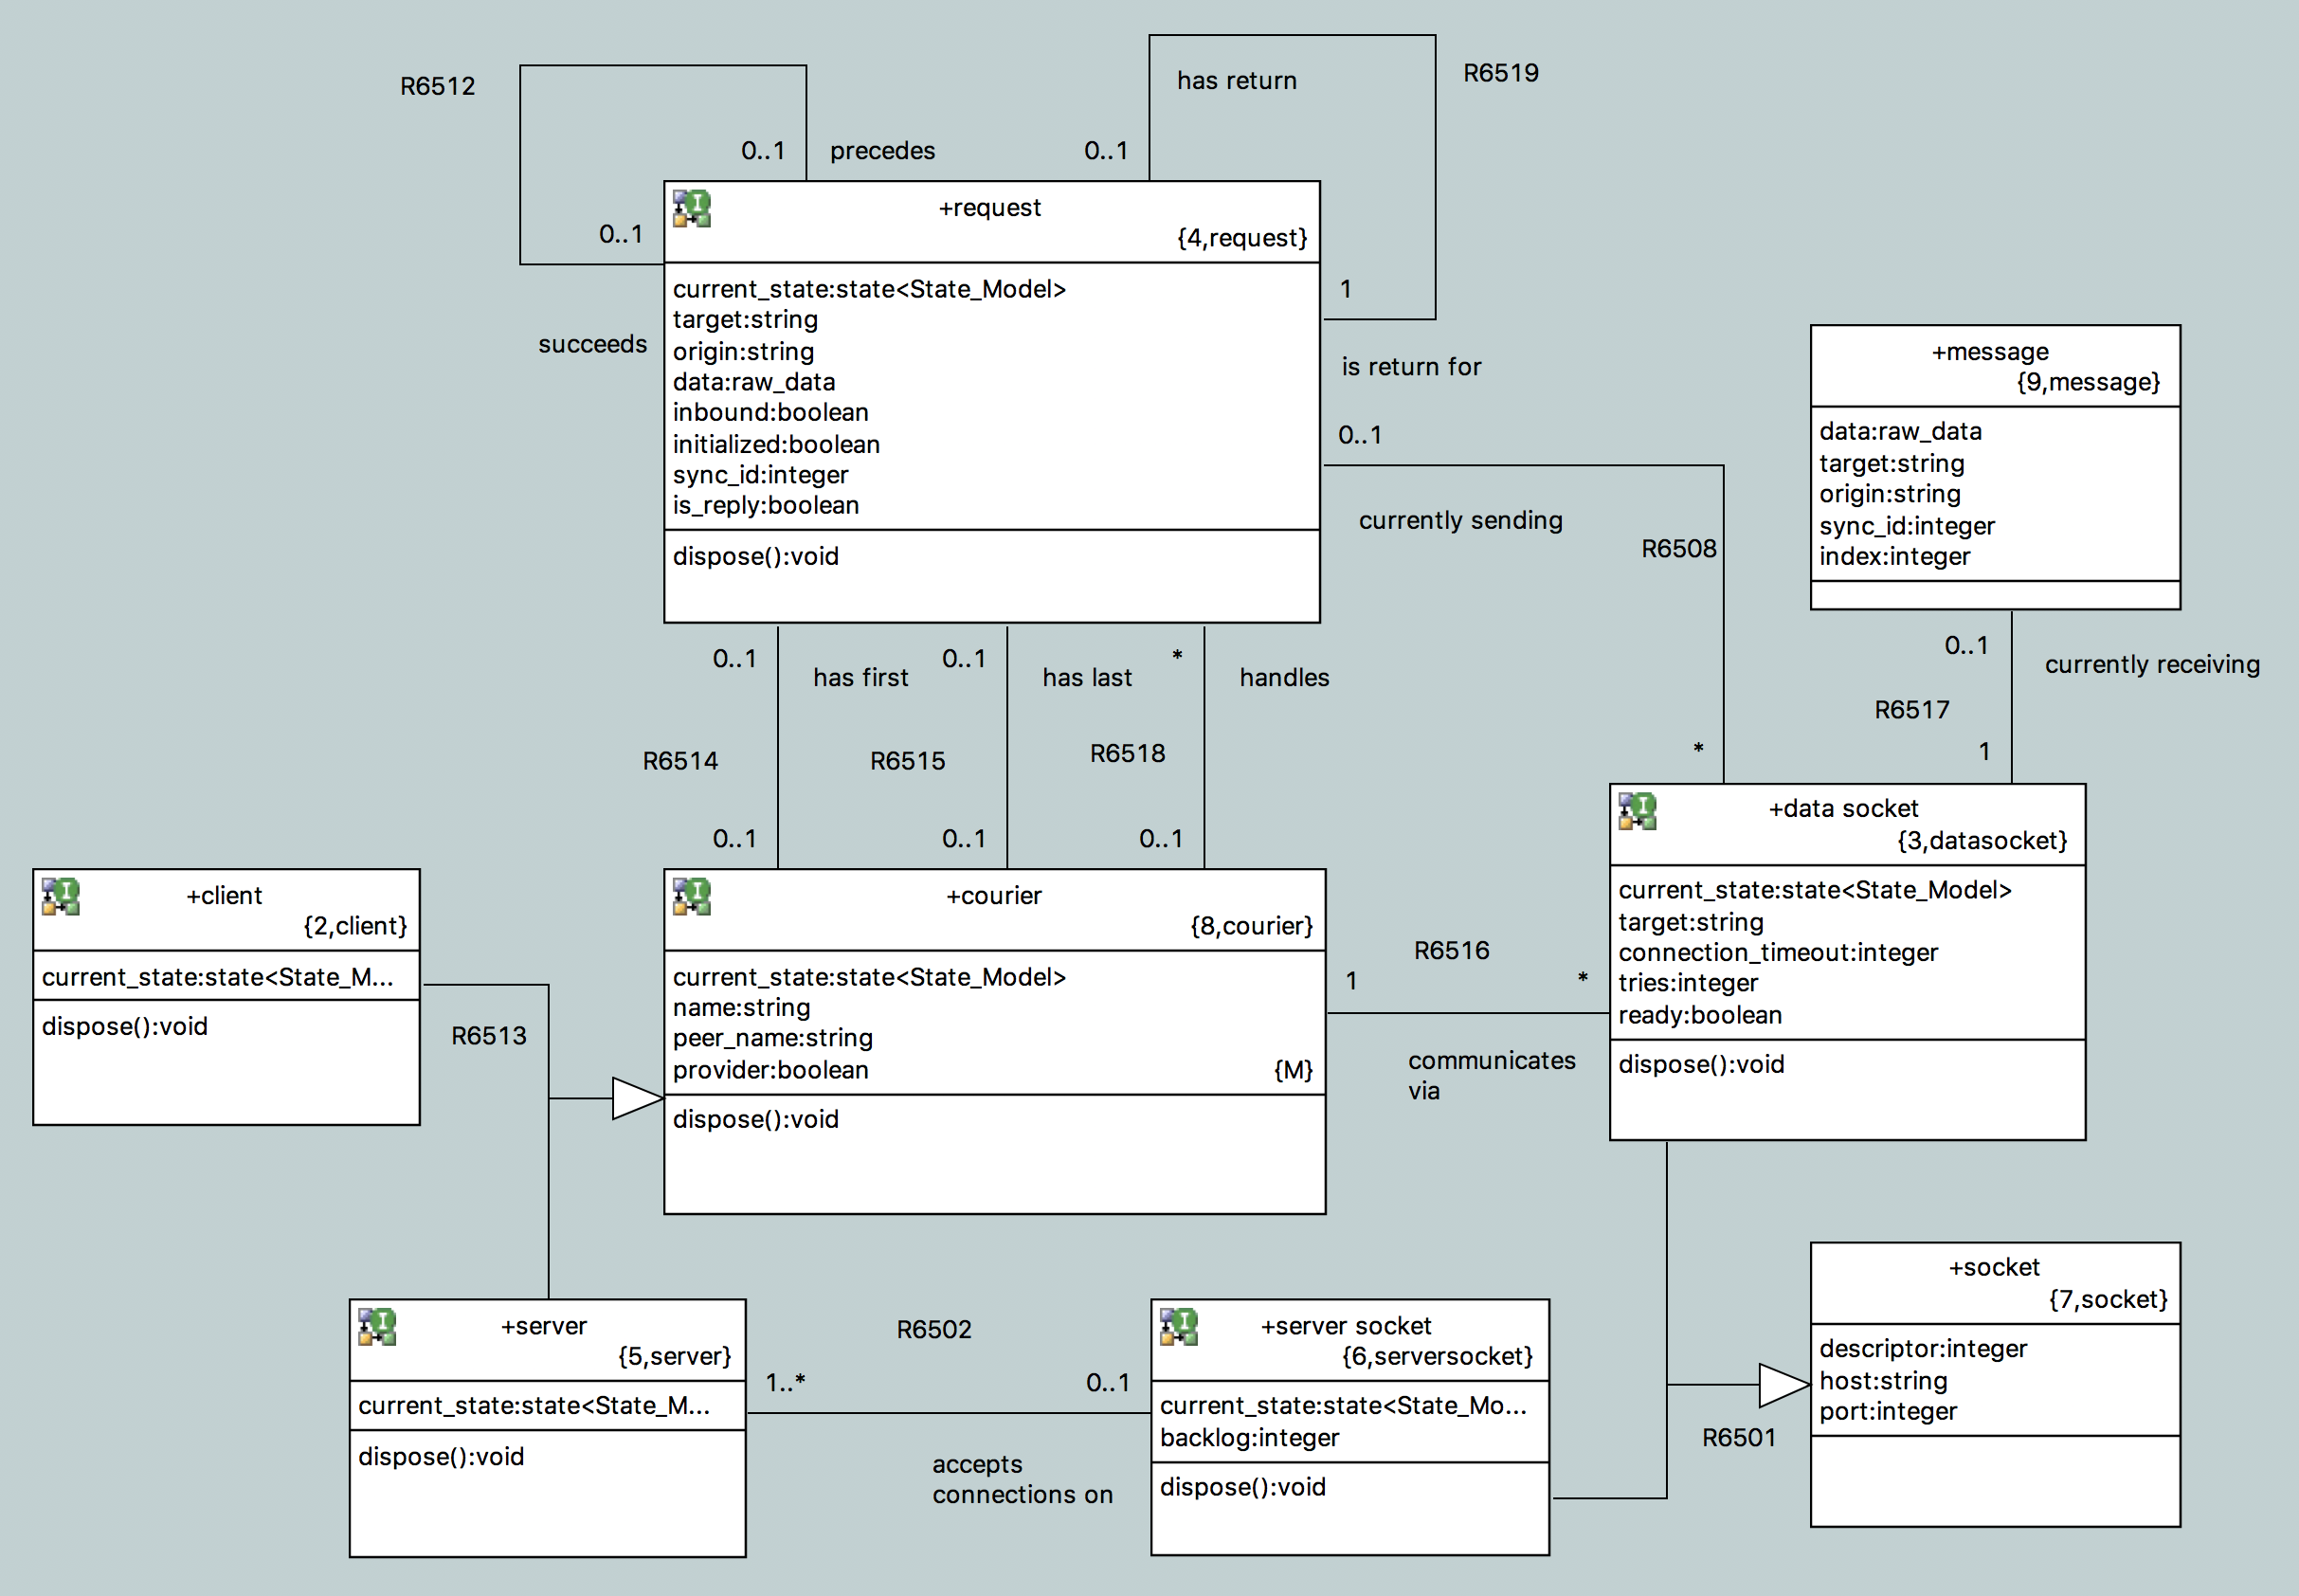 R6512
has return
R6519
0..1
precedes
0..1
+request
{4,request}
0..1
current_state:state<State_Model>
target:string
origin:string
data:raw_data
inbound:boolean
initialized:boolean
sync_id:integer
is_reply:boolean
dispose():void
succeeds
1
is return for
0..1
currently sending
R6508
*
+message
{9,message}
data:raw_data
target:string
origin:string
sync_id:integer
index:integer
0..1
currently receiving
R6517
1
0..1
has first
0..1
has last
*
handles
R6514
R6515
R6518
0..1
0..1
0..1
+data socket
{3,datasocket}
current_state:state<State_Model>
target:string
connection_timeout:integer
tries:integer
ready:boolean
dispose():void
+client
{2,client}
current_state:state<State_M...
dispose():void
R6513
+courier
{8,courier}
current_state:state<State_Model>
name:string
peer_name:string
provider:boolean
{M}
dispose():void
R6516
1
*
communicates
via
+server
{5,server}
current_state:state<State_M...
dispose():void
R6502
1..*
0..1
accepts
connections on
+server socket
{6,serversocket}
current_state:state<State_Mo...
backlog:integer
dispose():void
R6501
+socket
{7,socket}
descriptor:integer
host:string
port:integer